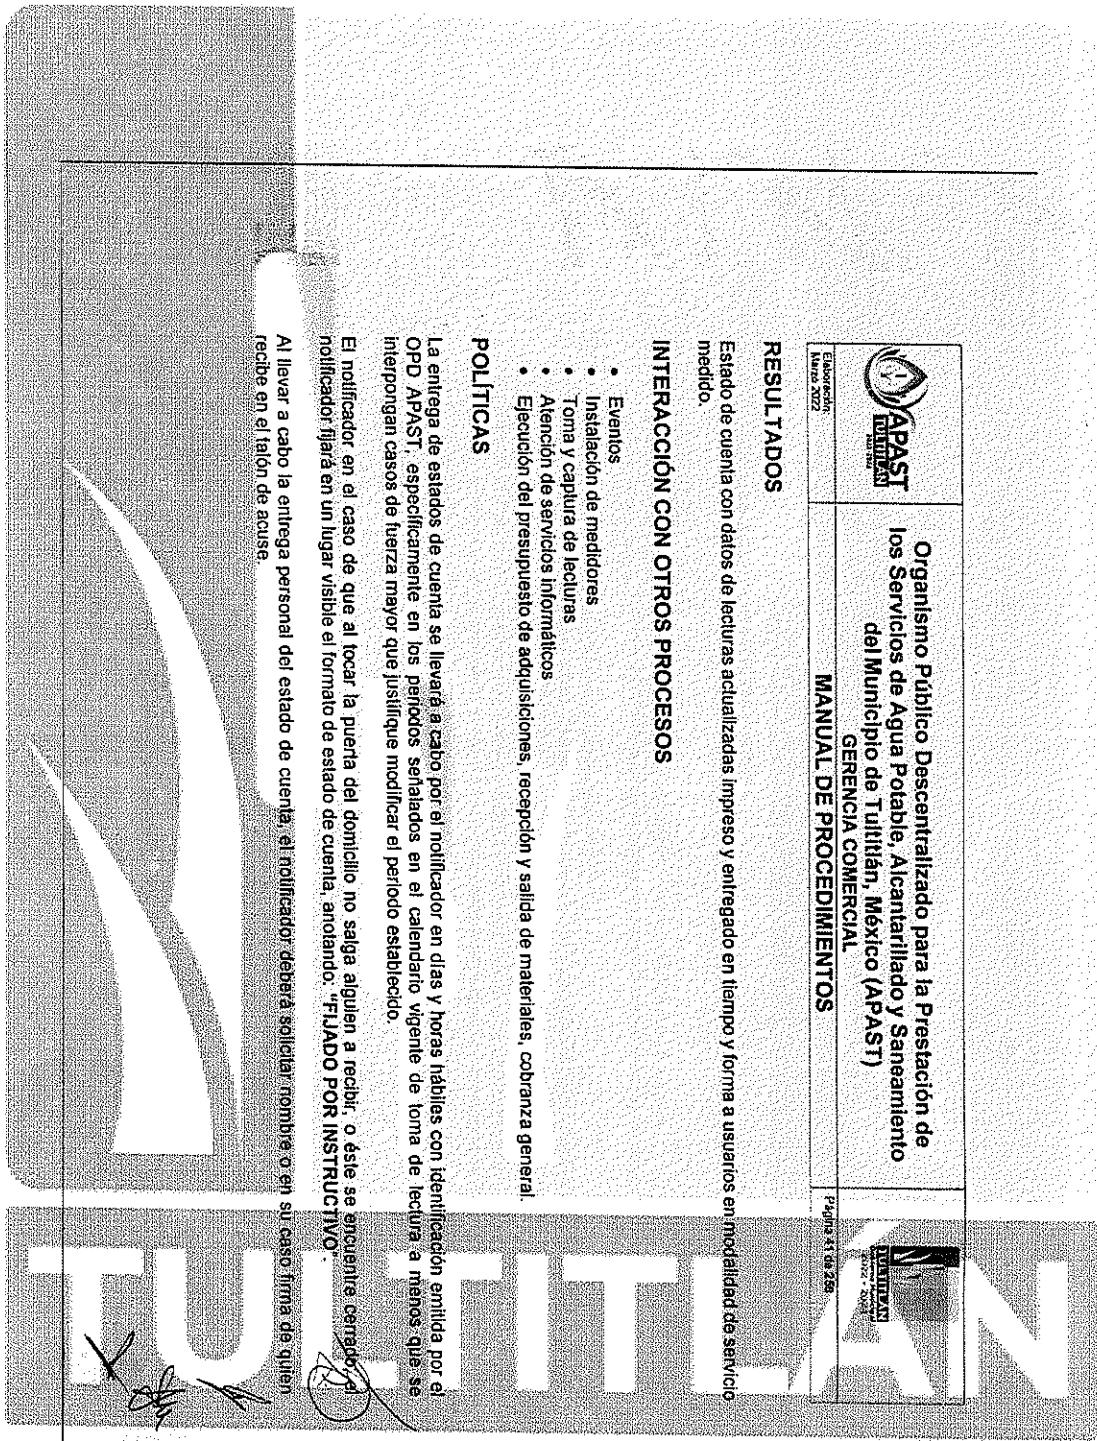 APAST
TULTITLÁN
Elaboración:
Marzo 2022
Organismo Público Descentralizado para la Prestación de
los Servicios de Agua Potable, Alcantarillado y Saneamiento
del Municipio de Tultitlán, México (APAST)
GERENCIA COMERCIAL
MANUAL DE PROCEDIMIENTOS
TULTITLÁN
2022 - 2024
Página 41 de 258
RESULTADOS
Estado de cuenta con datos de lecturas actualizadas impreso y entregado en tiempo y forma a usuarios en modalidad de servicio
medido.
INTERACCIÓN CON OTROS PROCESOS
• Eventos
• Instalación de medidores
• Toma y captura de lecturas
• Atención de servicios informáticos
• Ejecución del presupuesto de adquisiciones, recepción y salida de materiales, cobranza general.
POLÍTICAS
La entrega de estados de cuenta se llevará a cabo por el notificador en días y horas hábiles con identificación emitida por el
OPD APAST, específicamente en los periodos señalados en el calendario vigente de toma de lectura a menos que se
interpongan casos de fuerza mayor que justifique modificar el periodo establecido.
El notificador en el caso de que al tocar la puerta del domicilio no salga alguien a recibir, o éste se encuentre cerrado, el
notificador fijará en un lugar visible el formato de estado de cuenta, anotando: "FIJADO POR INSTRUCTIVO".
Al llevar a cabo la entrega personal del estado de cuenta, el notificador deberá solicitar nombre o en su caso firma de quien
recibe en el talón de acuse.
TULTITLÁN